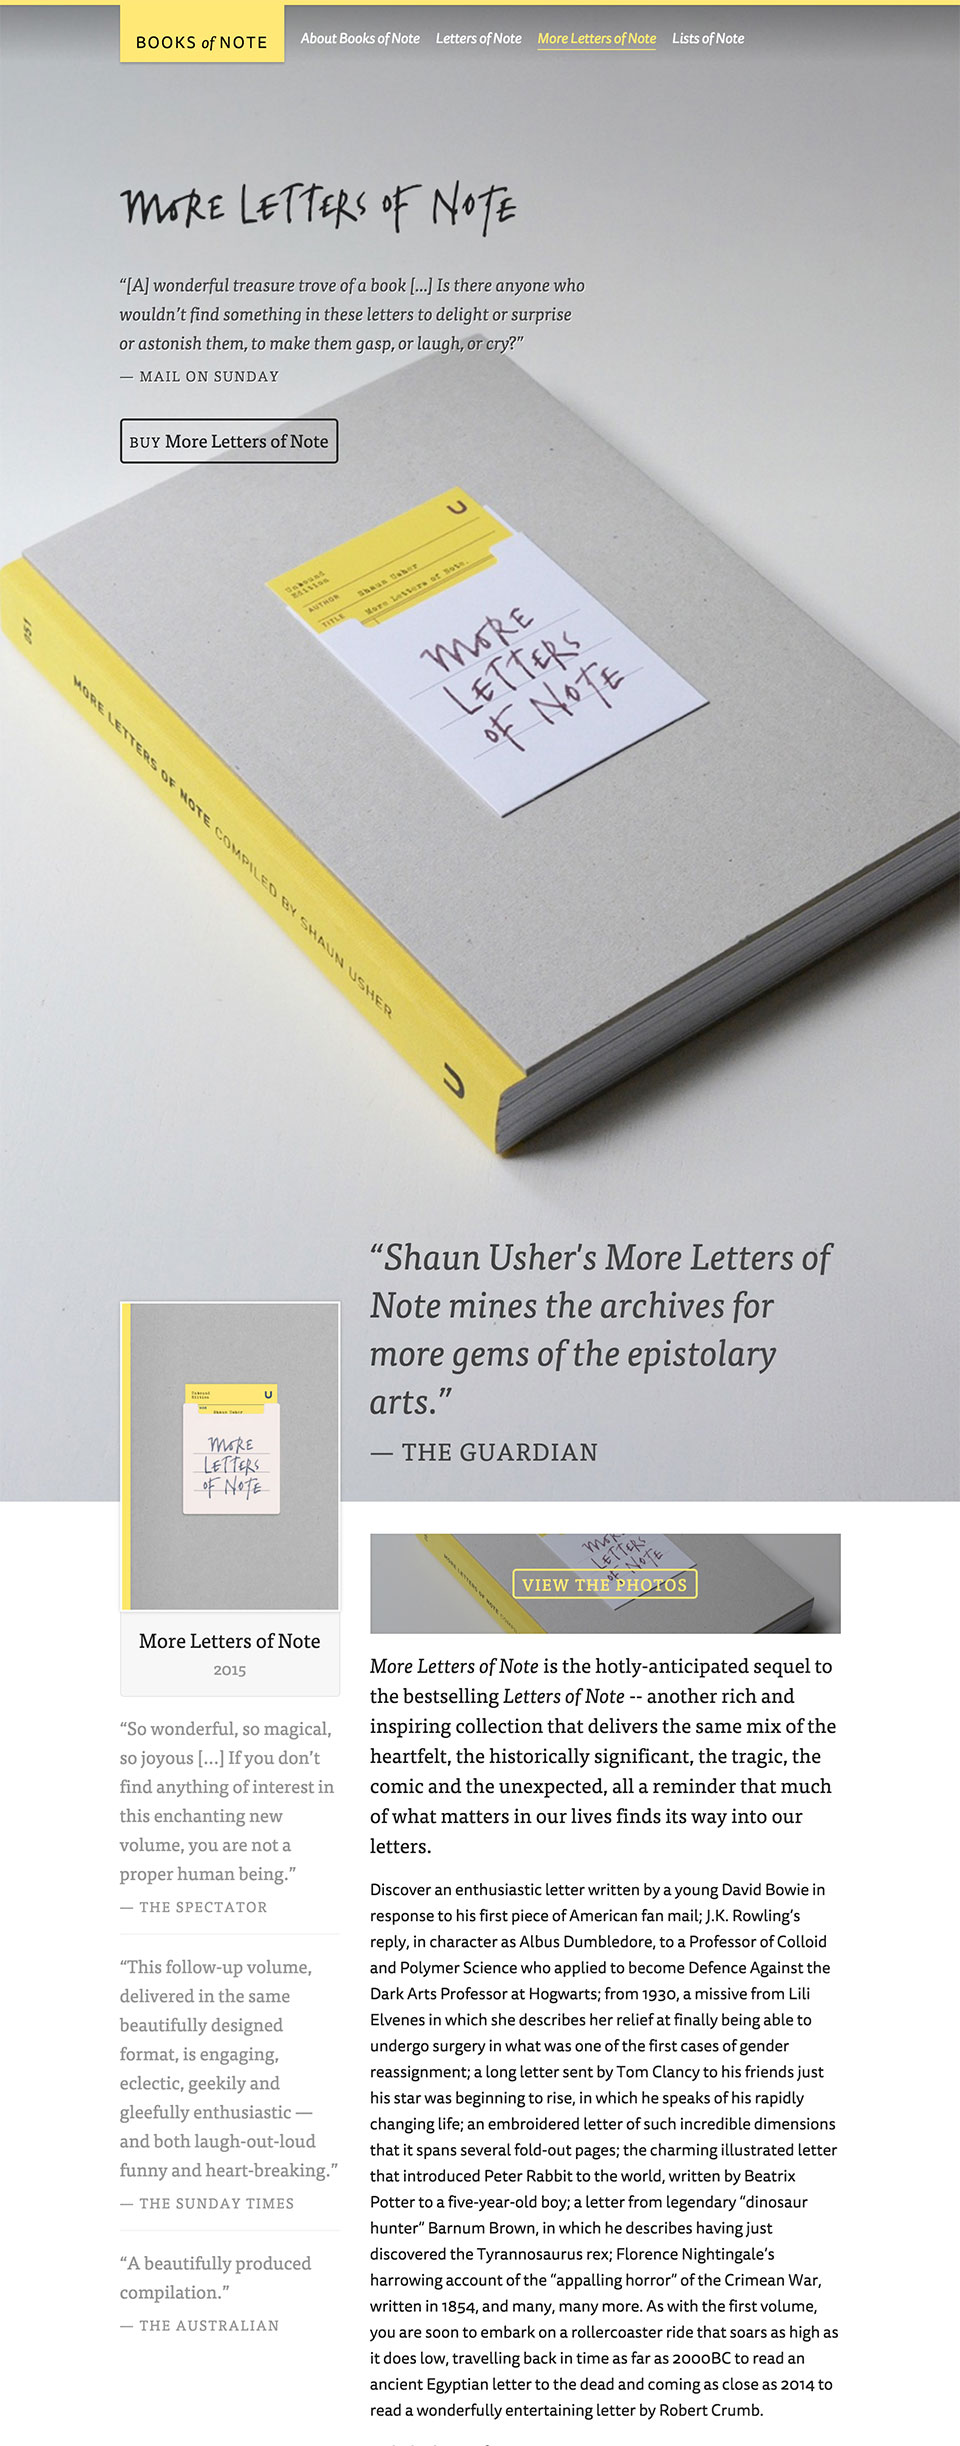 BOOKS of NOTE
About Books of Note
Letters of Note
More Letters of Note
Lists of Note
MORE LETTERS OF NOTE
“[A] wonderful treasure trove of a book [...] Is there anyone who
wouldn’t find something in these letters to delight or surprise
or astonish them, to make them gasp, or laugh, or cry?”
— MAIL ON SUNDAY
BUY More Letters of Note
U
Unbound
Edition
AUTHOR Shaun Usher
TITLE More Letters of Note.
MORE
LETTERS
OF NOTE
MORE LETTERS OF NOTE COMPILED BY SHAUN USHER
U
“Shaun Usher's More Letters of
Note mines the archives for
more gems of the epistolary
arts.”
— THE GUARDIAN
Unbound
Edition
U
Shaun Usher
MORE
LETTERS
OF NOTE
More Letters of Note
2015
“So wonderful, so magical,
so joyous [...] If you don’t
find anything of interest in
this enchanting new
volume, you are not a
proper human being.”
— THE SPECTATOR
“This follow-up volume,
delivered in the same
beautifully designed
format, is engaging,
eclectic, geekily and
gleefully enthusiastic —
and both laugh-out-loud
funny and heart-breaking.”
— THE SUNDAY TIMES
“A beautifully produced
compilation.”
— THE AUSTRALIAN
MORE
LETTERS
OF NOTE
MORE LETTERS OF NOTE
VIEW THE PHOTOS
More Letters of Note is the hotly-anticipated sequel to
the bestselling Letters of Note -- another rich and
inspiring collection that delivers the same mix of the
heartfelt, the historically significant, the tragic, the
comic and the unexpected, all a reminder that much
of what matters in our lives finds its way into our
letters.
Discover an enthusiastic letter written by a young David Bowie in
response to his first piece of American fan mail; J.K. Rowling’s
reply, in character as Albus Dumbledore, to a Professor of Colloid
and Polymer Science who applied to become Defence Against the
Dark Arts Professor at Hogwarts; from 1930, a missive from Lili
Elvenes in which she describes her relief at finally being able to
undergo surgery in what was one of the first cases of gender
reassignment; a long letter sent by Tom Clancy to his friends just
his star was beginning to rise, in which he speaks of his rapidly
changing life; an embroidered letter of such incredible dimensions
that it spans several fold-out pages; the charming illustrated letter
that introduced Peter Rabbit to the world, written by Beatrix
Potter to a five-year-old boy; a letter from legendary “dinosaur
hunter” Barnum Brown, in which he describes having just
discovered the Tyrannosaurus rex; Florence Nightingale’s
harrowing account of the “appalling horror” of the Crimean War,
written in 1854, and many, many more. As with the first volume,
you are soon to embark on a rollercoaster ride that soars as high as
it does low, travelling back in time as far as 2000BC to read an
ancient Egyptian letter to the dead and coming as close as 2014 to
read a wonderfully entertaining letter by Robert Crumb.